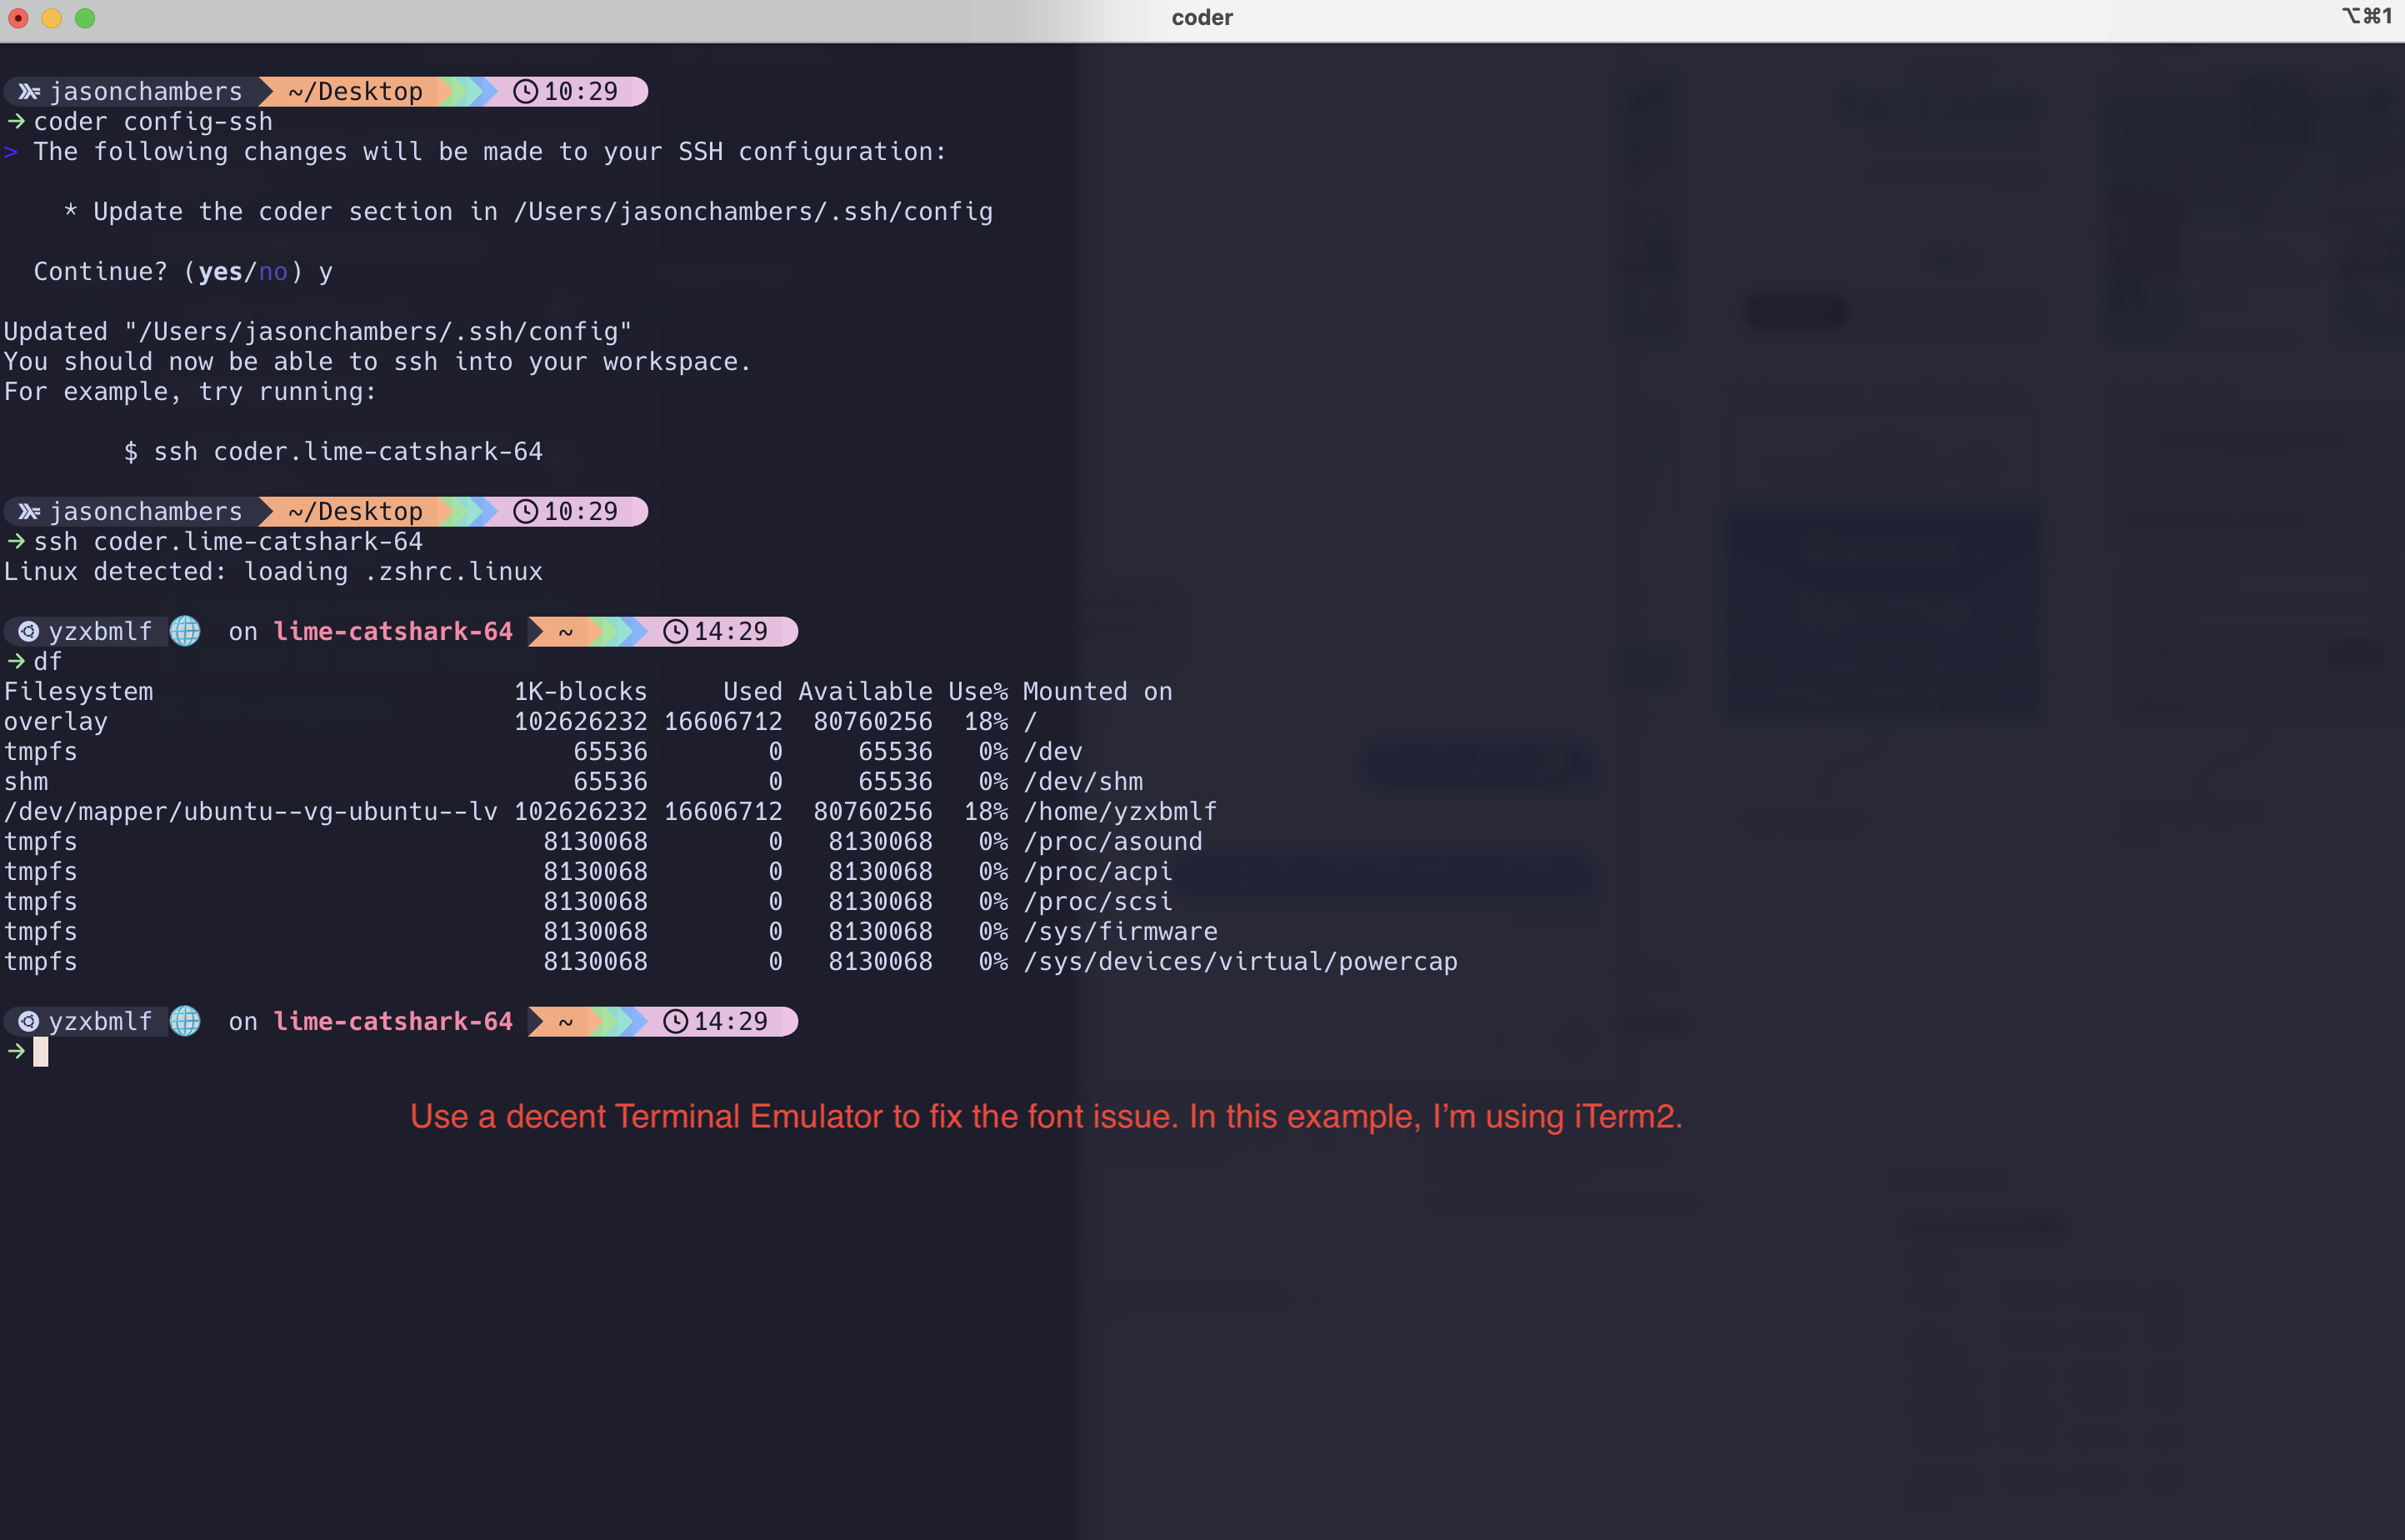 coder
⌥⌘1
jasonchambers ~/Desktop 10:29
→ coder config-ssh
> The following changes will be made to your SSH configuration:
* Update the coder section in /Users/jasonchambers/.ssh/config
Continue? (yes/no) y
Updated "/Users/jasonchambers/.ssh/config"
You should now be able to ssh into your workspace.
For example, try running:
$ ssh coder.lime-catshark-64
jasonchambers ~/Desktop 10:29
→ ssh coder.lime-catshark-64
Linux detected: loading .zshrc.linux
yzxbmlf 🌐 on lime-catshark-64 ~ 14:29
→ df
Filesystem 1K-blocks Used Available Use% Mounted on
overlay 102626232 16606712 80760256 18% /
tmpfs 65536 0 65536 0% /dev
shm 65536 0 65536 0% /dev/shm
/dev/mapper/ubuntu--vg-ubuntu--lv 102626232 16606712 80760256 18% /home/yzxbmlf
tmpfs 8130068 0 8130068 0% /proc/asound
tmpfs 8130068 0 8130068 0% /proc/acpi
tmpfs 8130068 0 8130068 0% /proc/scsi
tmpfs 8130068 0 8130068 0% /sys/firmware
tmpfs 8130068 0 8130068 0% /sys/devices/virtual/powercap
yzxbmlf 🌐 on lime-catshark-64 ~ 14:29
→
Use a decent Terminal Emulator to fix the font issue. In this example, I’m using iTerm2.